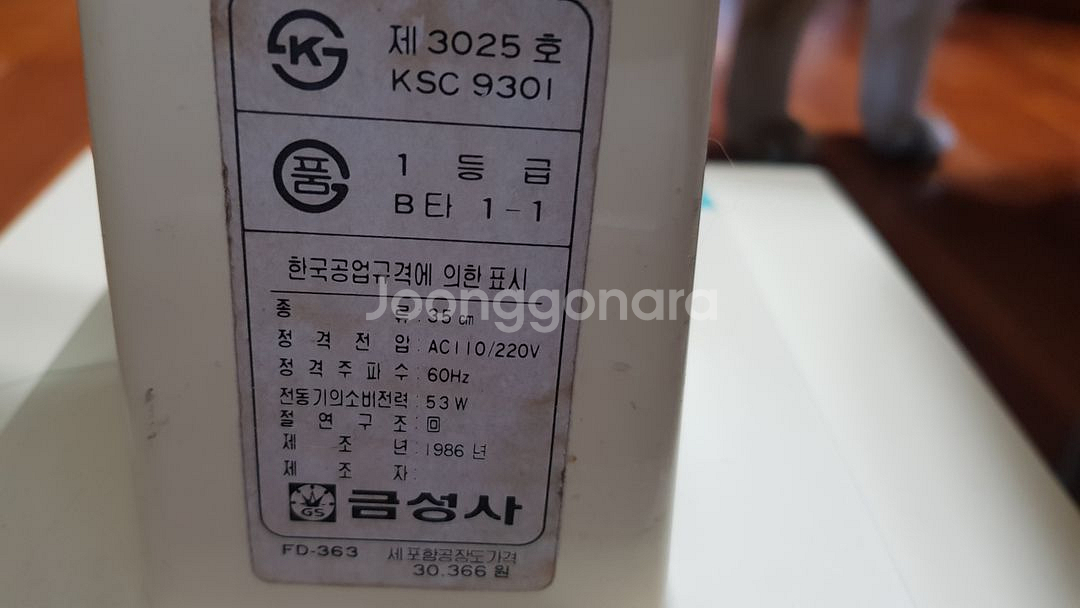 K 제 3025 호
KSC 9301
품 1 등 급
B 타 1-1
한국공업규격에 의한 표시
종 류 : 35 cm
정 격 전 압 : AC110/220V
정 격 주 파 수 : 60Hz
전동기의소비전력 : 53 W
절 연 구 조 : 回
제 조 년 : 1986 년
제 조 자 :
GS 금성사
FD-363 세포함공장도가격
30.366 원
Joonggonara